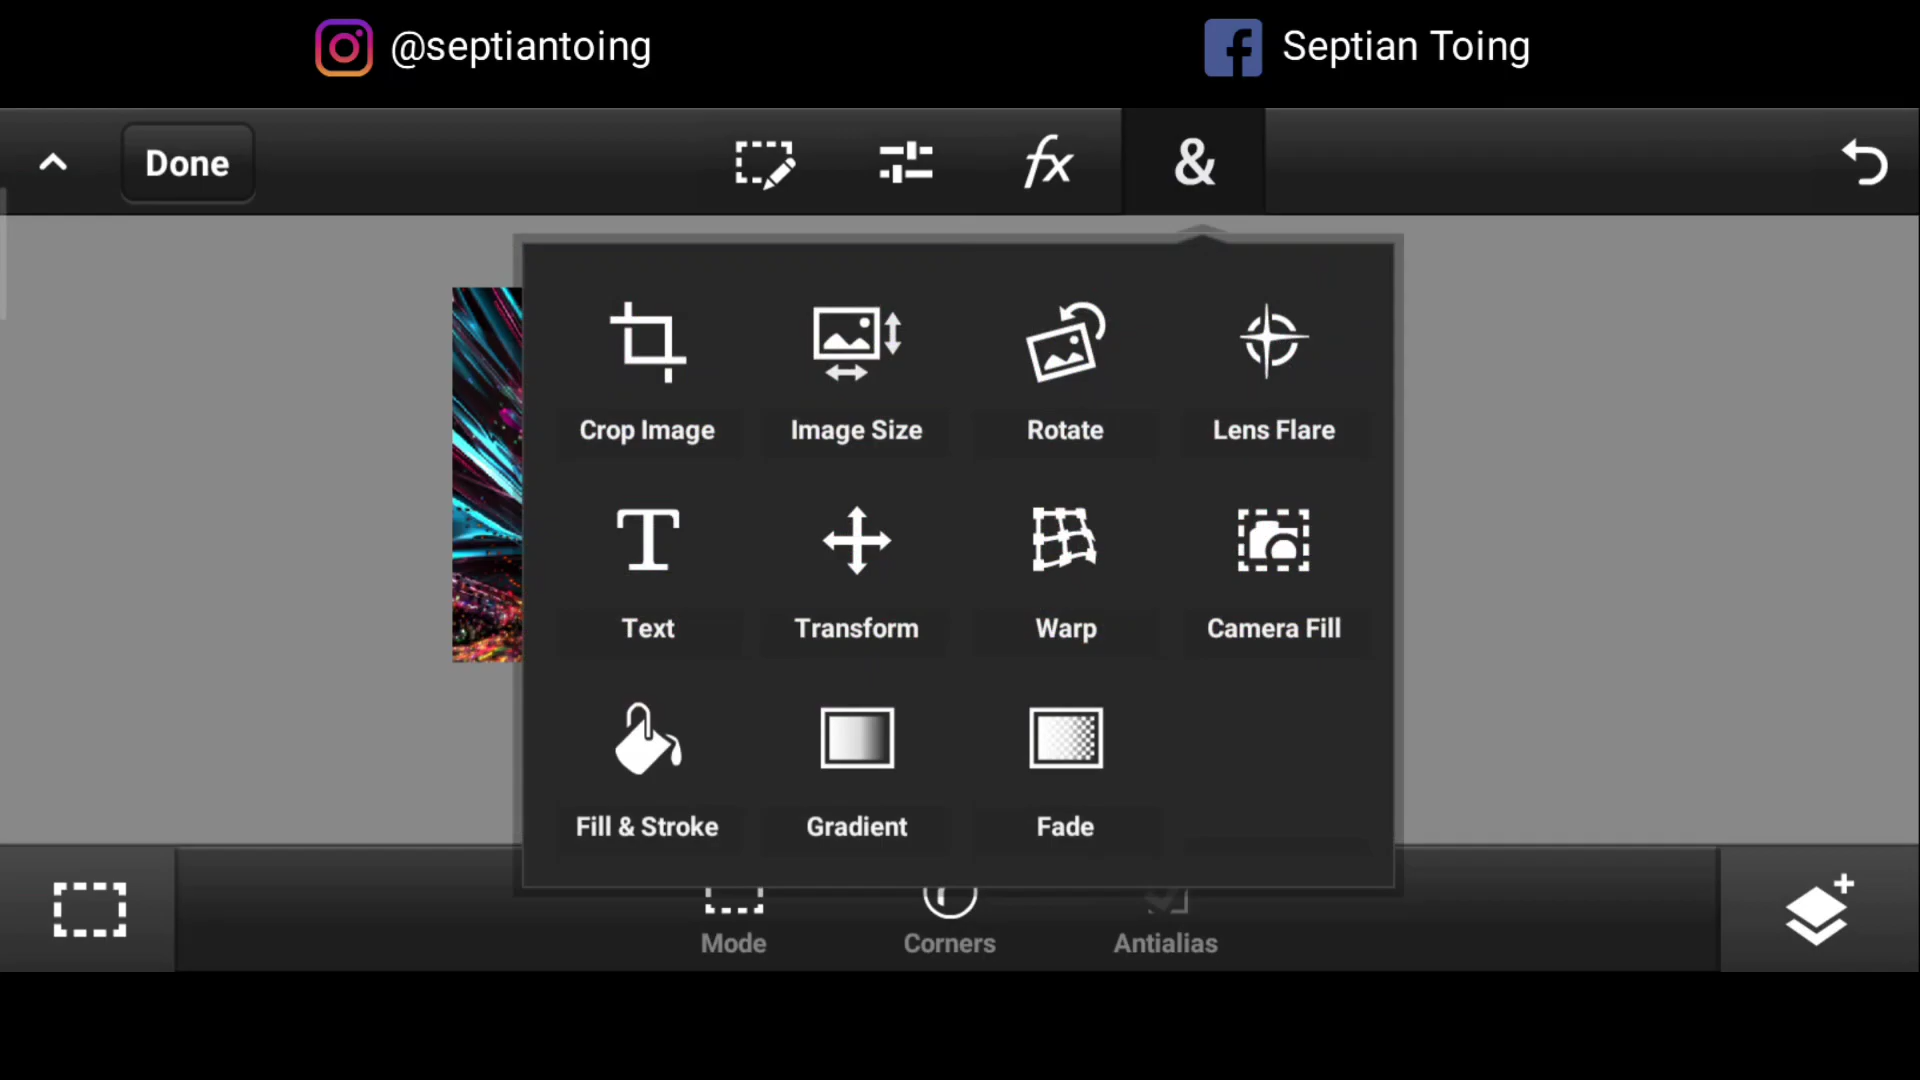 @septiantoing
Septian Toing
Done
fx
&
Crop Image
Image Size
Rotate
Lens Flare
Text
Transform
Warp
Camera Fill
Fill & Stroke
Gradient
Fade
Mode
Corners
Antialias